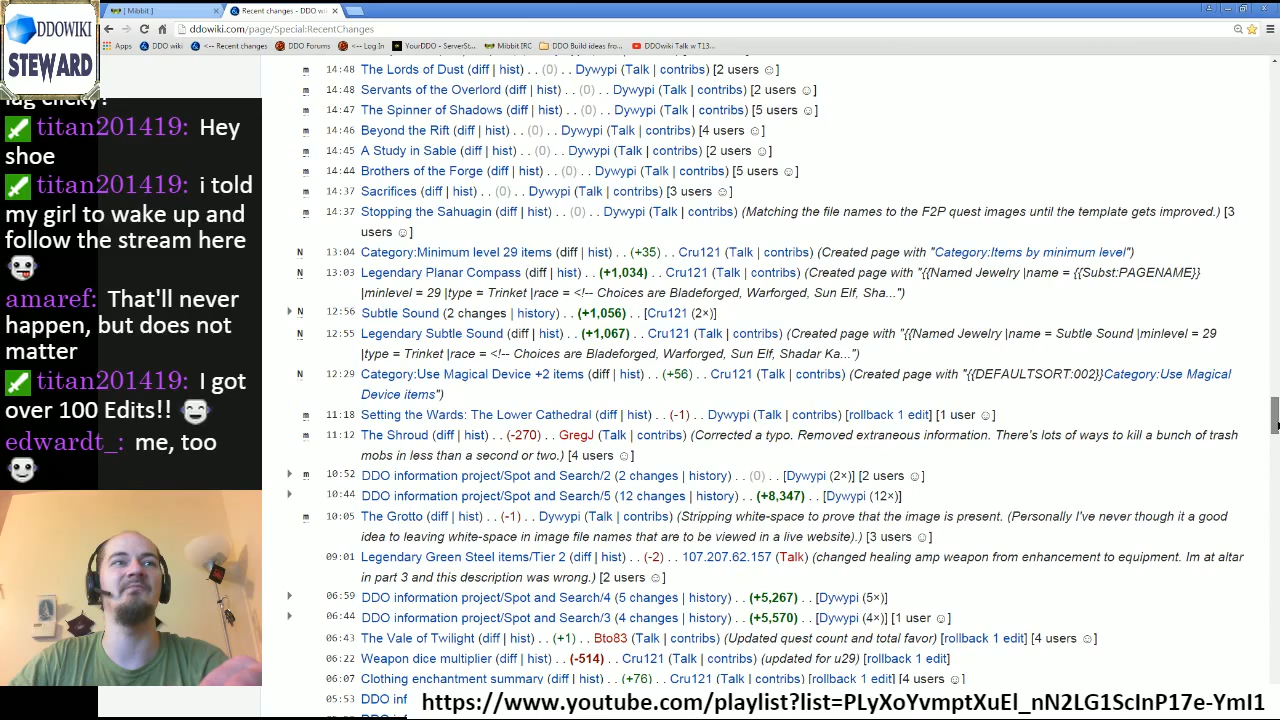 DDOWIKI
STEWARD
[ Mibbit ]
Recent changes - DDO wi
ddowiki.com/page/Special:RecentChanges
Apps DDO wiki <-- Recent changes DDO Forums <-- Log In YourDDO - ServerSt... Mibbit IRC DDO Build ideas fro... DDOwiki Talk w T13...
titan201419: Hey
shoe
titan201419: i told
my girl to wake up and
follow the stream here
amaref: That'll never
happen, but does not
matter
titan201419: I got
over 100 Edits!!
edwardt_: me, too
m 14:48 The Lords of Dust (diff | hist) . . (0) . . Dywypi (Talk | contribs) [2 users ☺]
m 14:48 Servants of the Overlord (diff | hist) . . (0) . . Dywypi (Talk | contribs) [2 users ☺]
m 14:47 The Spinner of Shadows (diff | hist) . . (0) . . Dywypi (Talk | contribs) [5 users ☺]
m 14:46 Beyond the Rift (diff | hist) . . (0) . . Dywypi (Talk | contribs) [4 users ☺]
m 14:45 A Study in Sable (diff | hist) . . (0) . . Dywypi (Talk | contribs) [2 users ☺]
m 14:44 Brothers of the Forge (diff | hist) . . (0) . . Dywypi (Talk | contribs) [5 users ☺]
m 14:37 Sacrifices (diff | hist) . . (0) . . Dywypi (Talk | contribs) [3 users ☺]
m 14:37 Stopping the Sahuagin (diff | hist) . . (0) . . Dywypi (Talk | contribs) (Matching the file names to the F2P quest images until the template gets improved.) [3
users ☺]
N 13:04 Category:Minimum level 29 items (diff | hist) . . (+35) . . Cru121 (Talk | contribs) (Created page with "Category:Items by minimum level")
N 13:03 Legendary Planar Compass (diff | hist) . . (+1,034) . . Cru121 (Talk | contribs) (Created page with "{{Named Jewelry |name = {{Subst:PAGENAME}}
|minlevel = 29 |type = Trinket |race = <!-- Choices are Bladeforged, Warforged, Sun Elf, Sha...")
N 12:56 Subtle Sound (2 changes | history) . . (+1,056) . . [Cru121 (2×)]
N 12:55 Legendary Subtle Sound (diff | hist) . . (+1,067) . . Cru121 (Talk | contribs) (Created page with "{{Named Jewelry |name = Subtle Sound |minlevel = 29
|type = Trinket |race = <!-- Choices are Bladeforged, Warforged, Sun Elf, Shadar Ka...")
N 12:29 Category:Use Magical Device +2 items (diff | hist) . . (+56) . . Cru121 (Talk | contribs) (Created page with "{{DEFAULTSORT:002}}Category:Use Magical
Device items")
m 11:18 Setting the Wards: The Lower Cathedral (diff | hist) . . (-1) . . Dywypi (Talk | contribs) [rollback 1 edit] [1 user ☺]
m 11:12 The Shroud (diff | hist) . . (-270) . . GregJ (Talk | contribs) (Corrected a typo. Removed extraneous information. There's lots of ways to kill a bunch of trash
mobs in less than a second or two.) [4 users ☺]
m 10:52 DDO information project/Spot and Search/2 (2 changes | history) . . (0) . . [Dywypi (2×)] [2 users ☺]
10:44 DDO information project/Spot and Search/5 (12 changes | history) . . (+8,347) . . [Dywypi (12×)]
m 10:05 The Grotto (diff | hist) . . (-1) . . Dywypi (Talk | contribs) (Stripping white-space to prove that the image is present. (Personally I've never though it a good
idea to leaving white-space in image file names that are to be viewed in a live website).) [3 users ☺]
09:01 Legendary Green Steel items/Tier 2 (diff | hist) . . (-2) . . 107.207.62.157 (Talk) (changed healing amp weapon from enhancement to equipment. Im at altar
in part 3 and this description was wrong.) [2 users ☺]
06:59 DDO information project/Spot and Search/4 (5 changes | history) . . (+5,267) . . [Dywypi (5×)]
06:44 DDO information project/Spot and Search/3 (4 changes | history) . . (+5,570) . . [Dywypi (4×)] [1 user ☺]
06:43 The Vale of Twilight (diff | hist) . . (+1) . . Bto83 (Talk | contribs) (Updated quest count and total favor) [rollback 1 edit] [4 users ☺]
06:22 Weapon dice multiplier (diff | hist) . . (-514) . . Cru121 (Talk | contribs) (updated for u29) [rollback 1 edit]
06:07 Clothing enchantment summary (diff | hist) . . (+76) . . Cru121 (Talk | contribs) [rollback 1 edit] [4 users ☺]
05:53 DDO inf
https://www.youtube.com/playlist?list=PLyXoYvmptXuEl_nN2LG1ScInP17e-YmI1